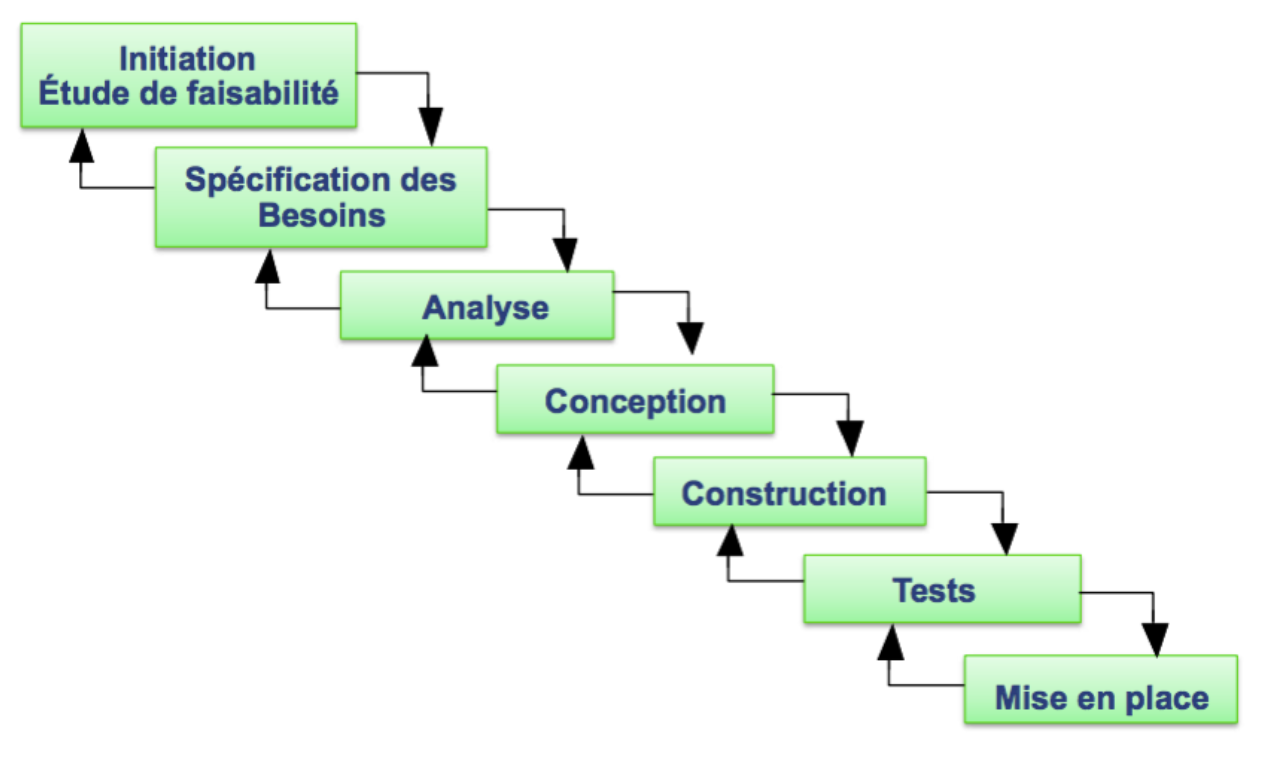 Initiation
Étude de faisabilité
Spécification des
Besoins
Analyse
Conception
Construction
Tests
Mise en place